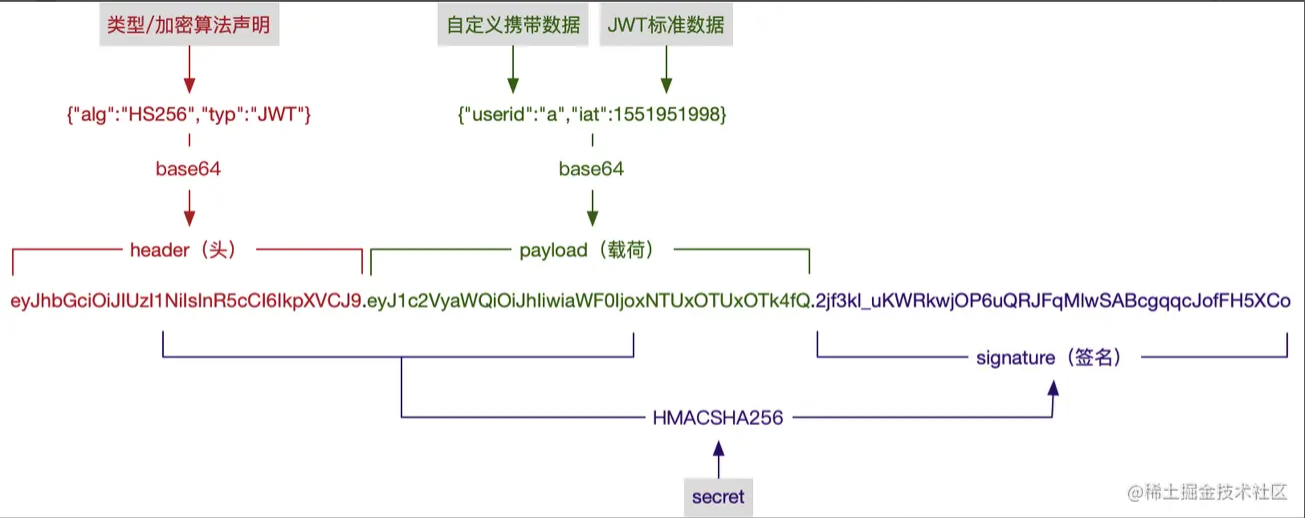 类型/加密算法声明
自定义携带数据
JWT标准数据
{"alg":"HS256","typ":"JWT"}
{"userid":"a","iat":1551951998}
base64
base64
header（头）
payload（载荷）
eyJhbGciOiJIUzI1NiIsInR5cCI6IkpXVCJ9.eyJ1c2VyaWQiOiJhIiwiaWF0IjoxNTUxOTUxOTk4fQ.2jf3kl_uKWRkwjOP6uQRJFqMlwSABcgqqcJofFH5XCo
signature（签名）
HMACSHA256
secret
@稀土掘金技术社区